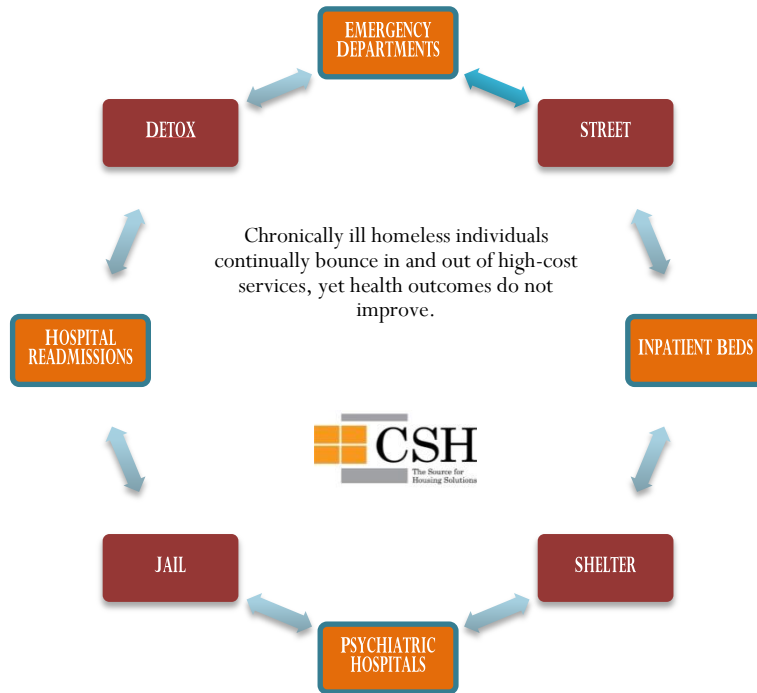 EMERGENCY
DEPARTMENTS
DETOX
STREET
Chronically ill homeless individuals
continually bounce in and out of high-cost
services, yet health outcomes do not
improve.
HOSPITAL
READMISSIONS
INPATIENT BEDS
CSH
The Source for
Housing Solutions
JAIL
SHELTER
PSYCHIATRIC
HOSPITALS